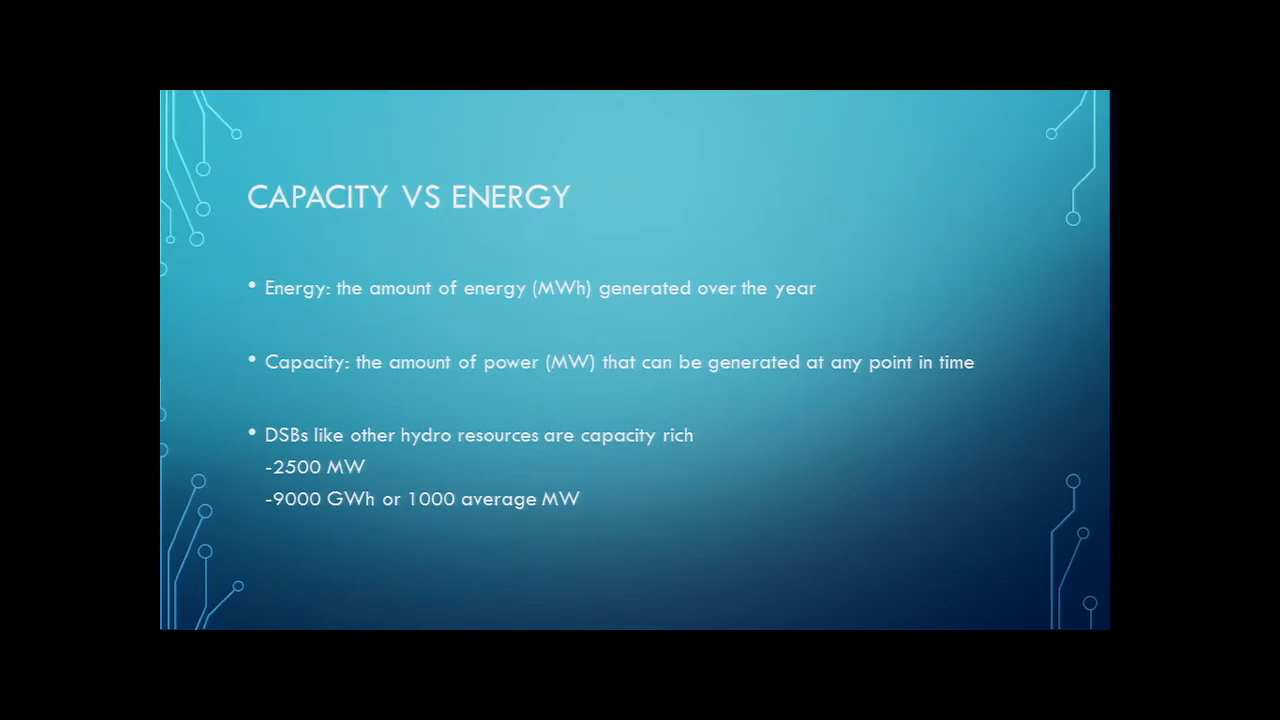 CAPACITY VS ENERGY
• Energy: the amount of energy (MWh) generated over the year
• Capacity: the amount of power (MW) that can be generated at any point in time
• DSBs like other hydro resources are capacity rich
-2500 MW
-9000 GWh or 1000 average MW